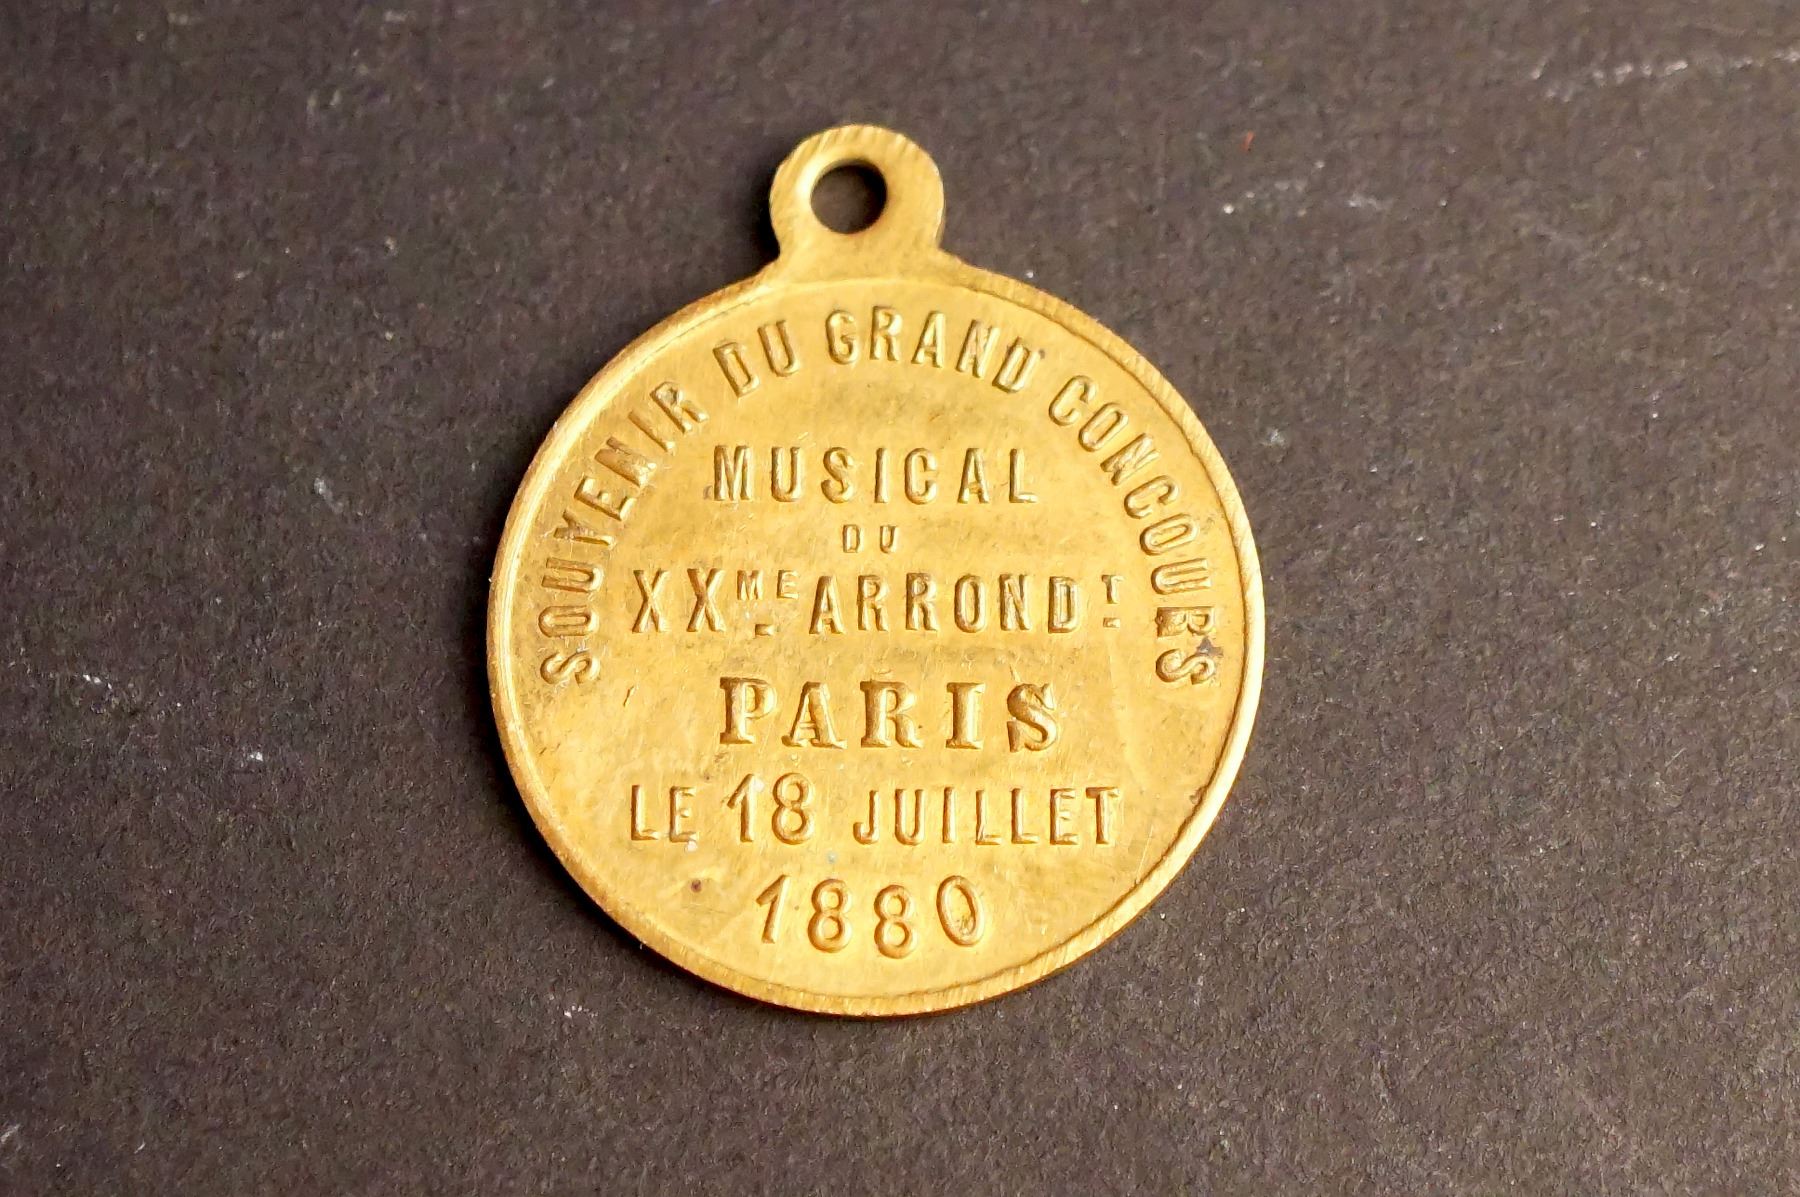 SOUVENIR DU GRAND CONCOURS
MUSICAL
DU
XXME ARRONDT
PARIS
LE 18 JUILLET
1880